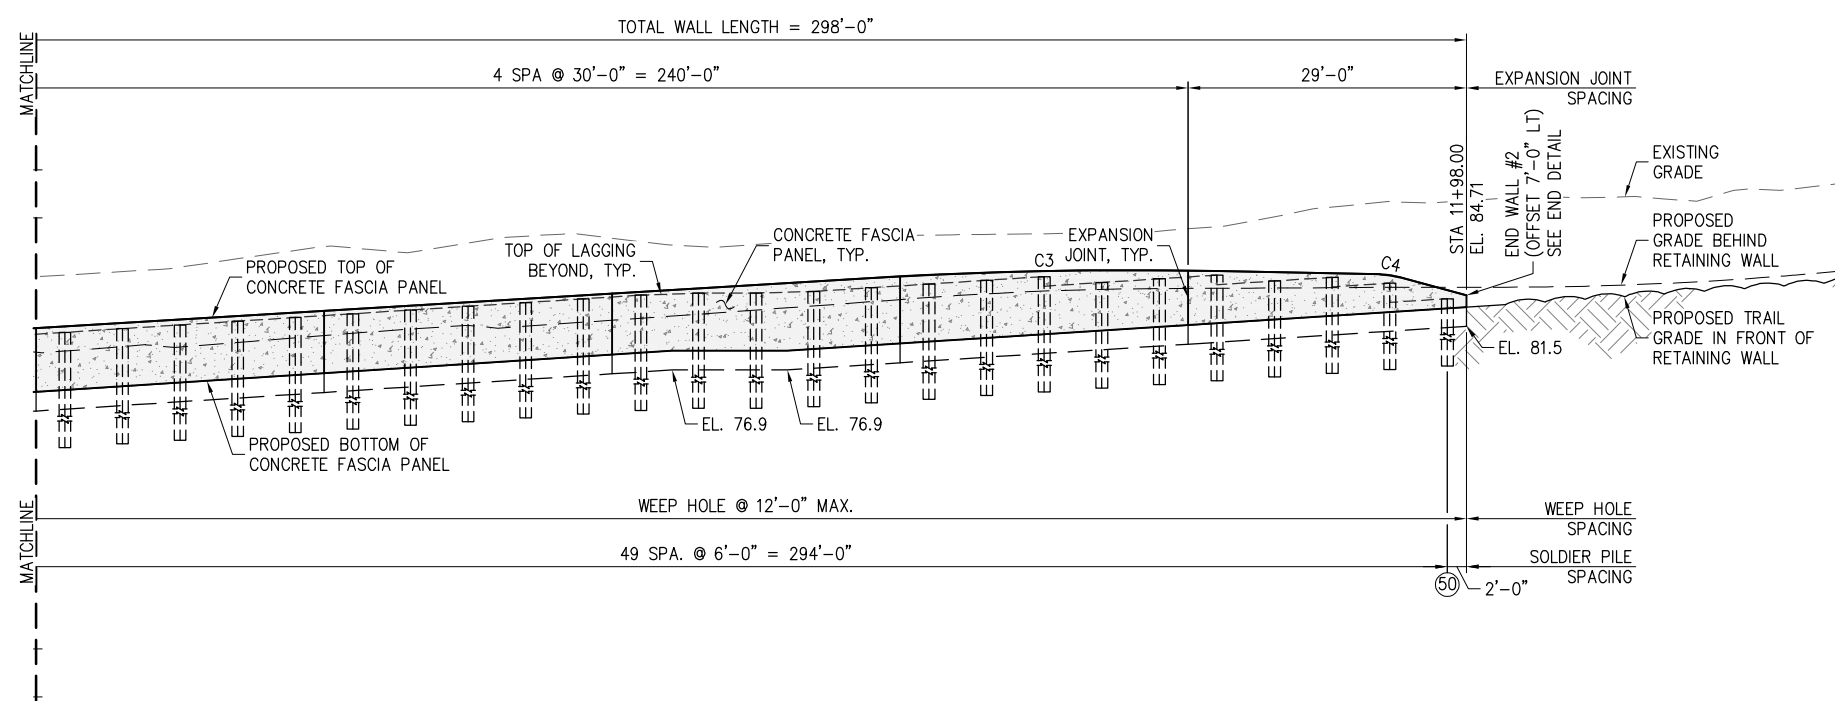 TOTAL WALL LENGTH = 298'-0"
MATCHLINE
4 SPA @ 30'-0" = 240'-0"
29'-0"
EXPANSION JOINT
SPACING
STA 11+98.00
EL. 84.71
END WALL #2
(OFFSET 7'-0" LT)
SEE END DETAIL
EXISTING
GRADE
PROPOSED
GRADE BEHIND
RETAINING WALL
PROPOSED TOP OF
CONCRETE FASCIA PANEL
TOP OF LAGGING
BEYOND, TYP.
CONCRETE FASCIA
PANEL, TYP.
EXPANSION
JOINT, TYP.
C3
C4
PROPOSED TRAIL
GRADE IN FRONT OF
RETAINING WALL
EL. 81.5
EL. 76.9
EL. 76.9
PROPOSED BOTTOM OF
CONCRETE FASCIA PANEL
MATCHLINE
WEEP HOLE @ 12'-0" MAX.
WEEP HOLE
SPACING
49 SPA. @ 6'-0" = 294'-0"
SOLDIER PILE
SPACING
50
2'-0"